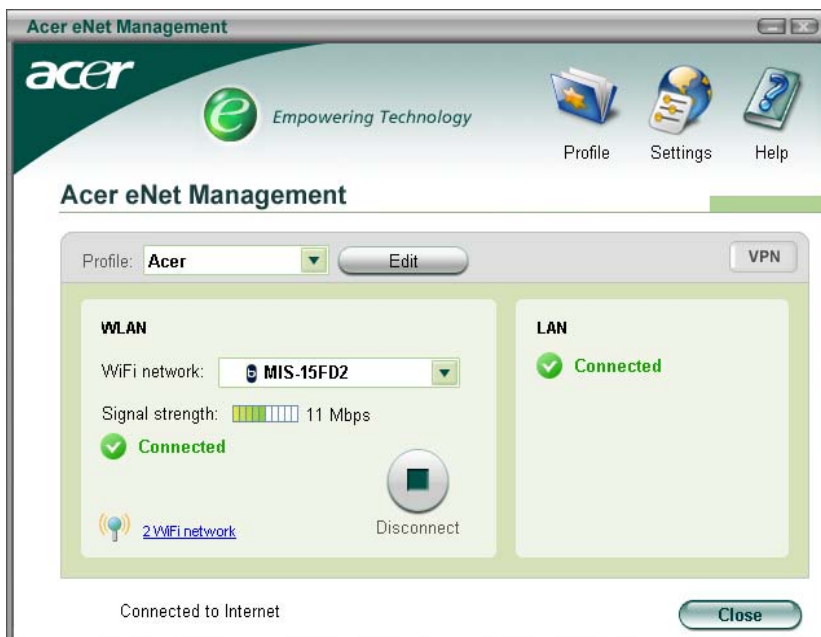 Acer eNet Management
acer
e Empowering Technology
Profile Settings Help
Acer eNet Management
Profile: Acer Edit VPN
WLAN
WiFi network: b MIS-15FD2
Signal strength: 11 Mbps
Connected
2 WiFi network
Disconnect
LAN
Connected
Connected to Internet
Close